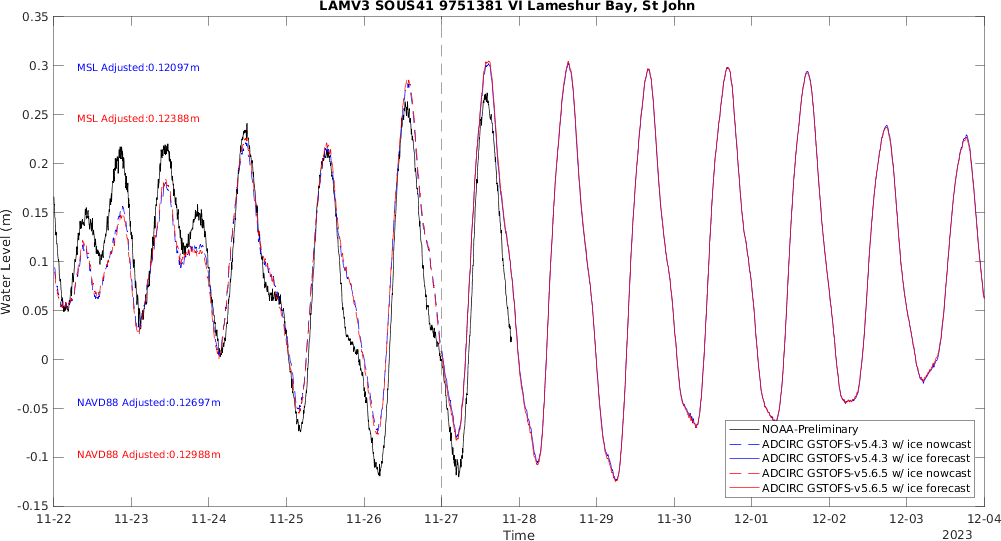 LAMV3 SOUS41 9751381 VI Lameshur Bay, St John
0.35
0.3
0.25
0.2
0.15
0.1
0.05
0
-0.05
-0.1
-0.15
Water Level (m)
MSL Adjusted:0.12097m
MSL Adjusted:0.12388m
NAVD88 Adjusted:0.12697m
NAVD88 Adjusted:0.12988m
NOAA-Preliminary
ADCIRC GSTOFS-v5.4.3 w/ ice nowcast
ADCIRC GSTOFS-v5.4.3 w/ ice forecast
ADCIRC GSTOFS-v5.6.5 w/ ice nowcast
ADCIRC GSTOFS-v5.6.5 w/ ice forecast
11-22 11-23 11-24 11-25 11-26 11-27 11-28 11-29 11-30 12-01 12-02 12-03 12-04
Time
2023